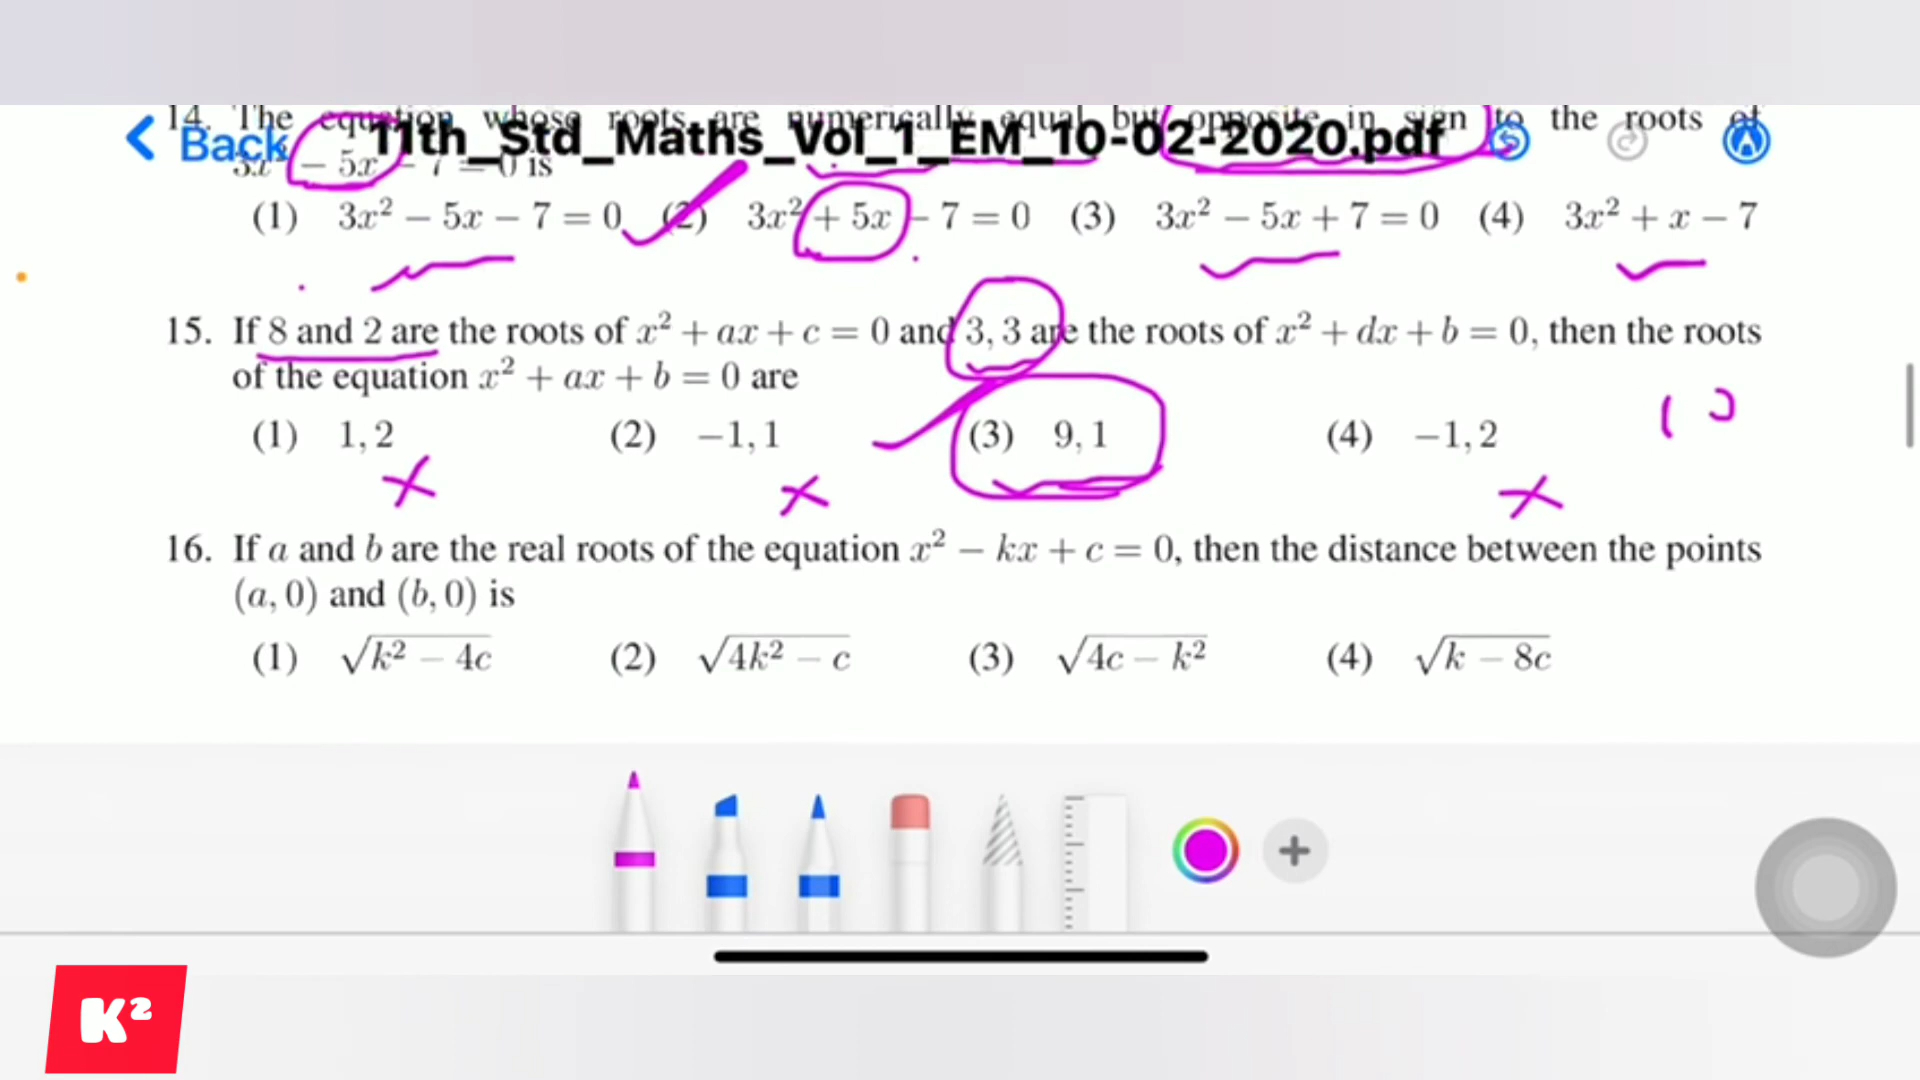 14. The equation whose roots are numerically equal but opposite in sign to the roots of
Back 11th_Std_Maths_Vol_1_EM_10-02-2020.pdf
3x² − 5x − 7 = 0 is
(1) 3x² − 5x − 7 = 0 (2) 3x² + 5x − 7 = 0 (3) 3x² − 5x + 7 = 0 (4) 3x² + x − 7
15. If 8 and 2 are the roots of x² + ax + c = 0 and 3, 3 are the roots of x² + dx + b = 0, then the roots
of the equation x² + ax + b = 0 are
(1) 1, 2 (2) −1, 1 (3) 9, 1 (4) −1, 2
16. If a and b are the real roots of the equation x² − kx + c = 0, then the distance between the points
(a, 0) and (b, 0) is
(1) √(k² − 4c) (2) √(4k² − c) (3) √(4c − k²) (4) √(k − 8c)
K²